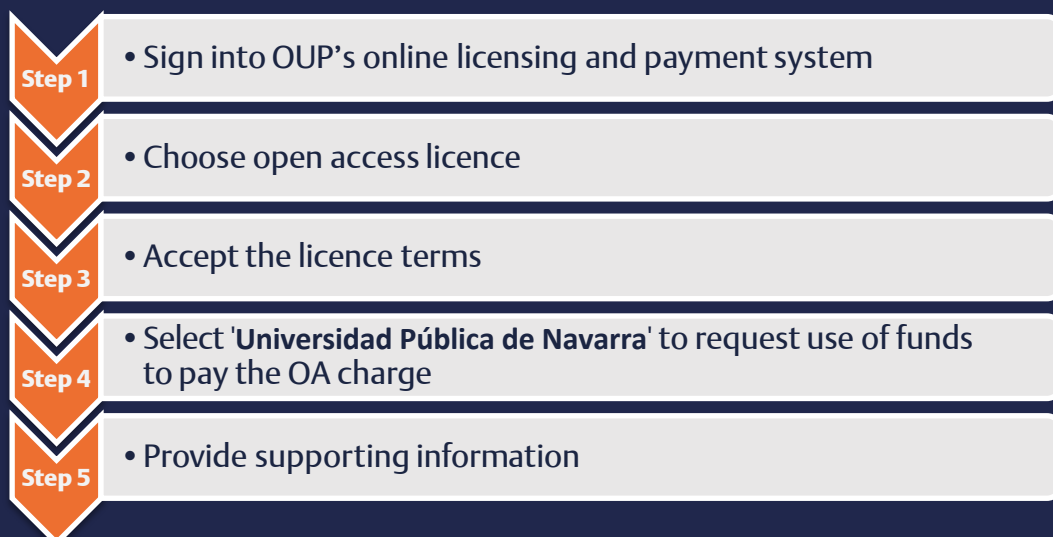 Step 1
• Sign into OUP’s online licensing and payment system
Step 2
• Choose open access licence
Step 3
• Accept the licence terms
Step 4
• Select 'Universidad Pública de Navarra' to request use of funds
to pay the OA charge
Step 5
• Provide supporting information